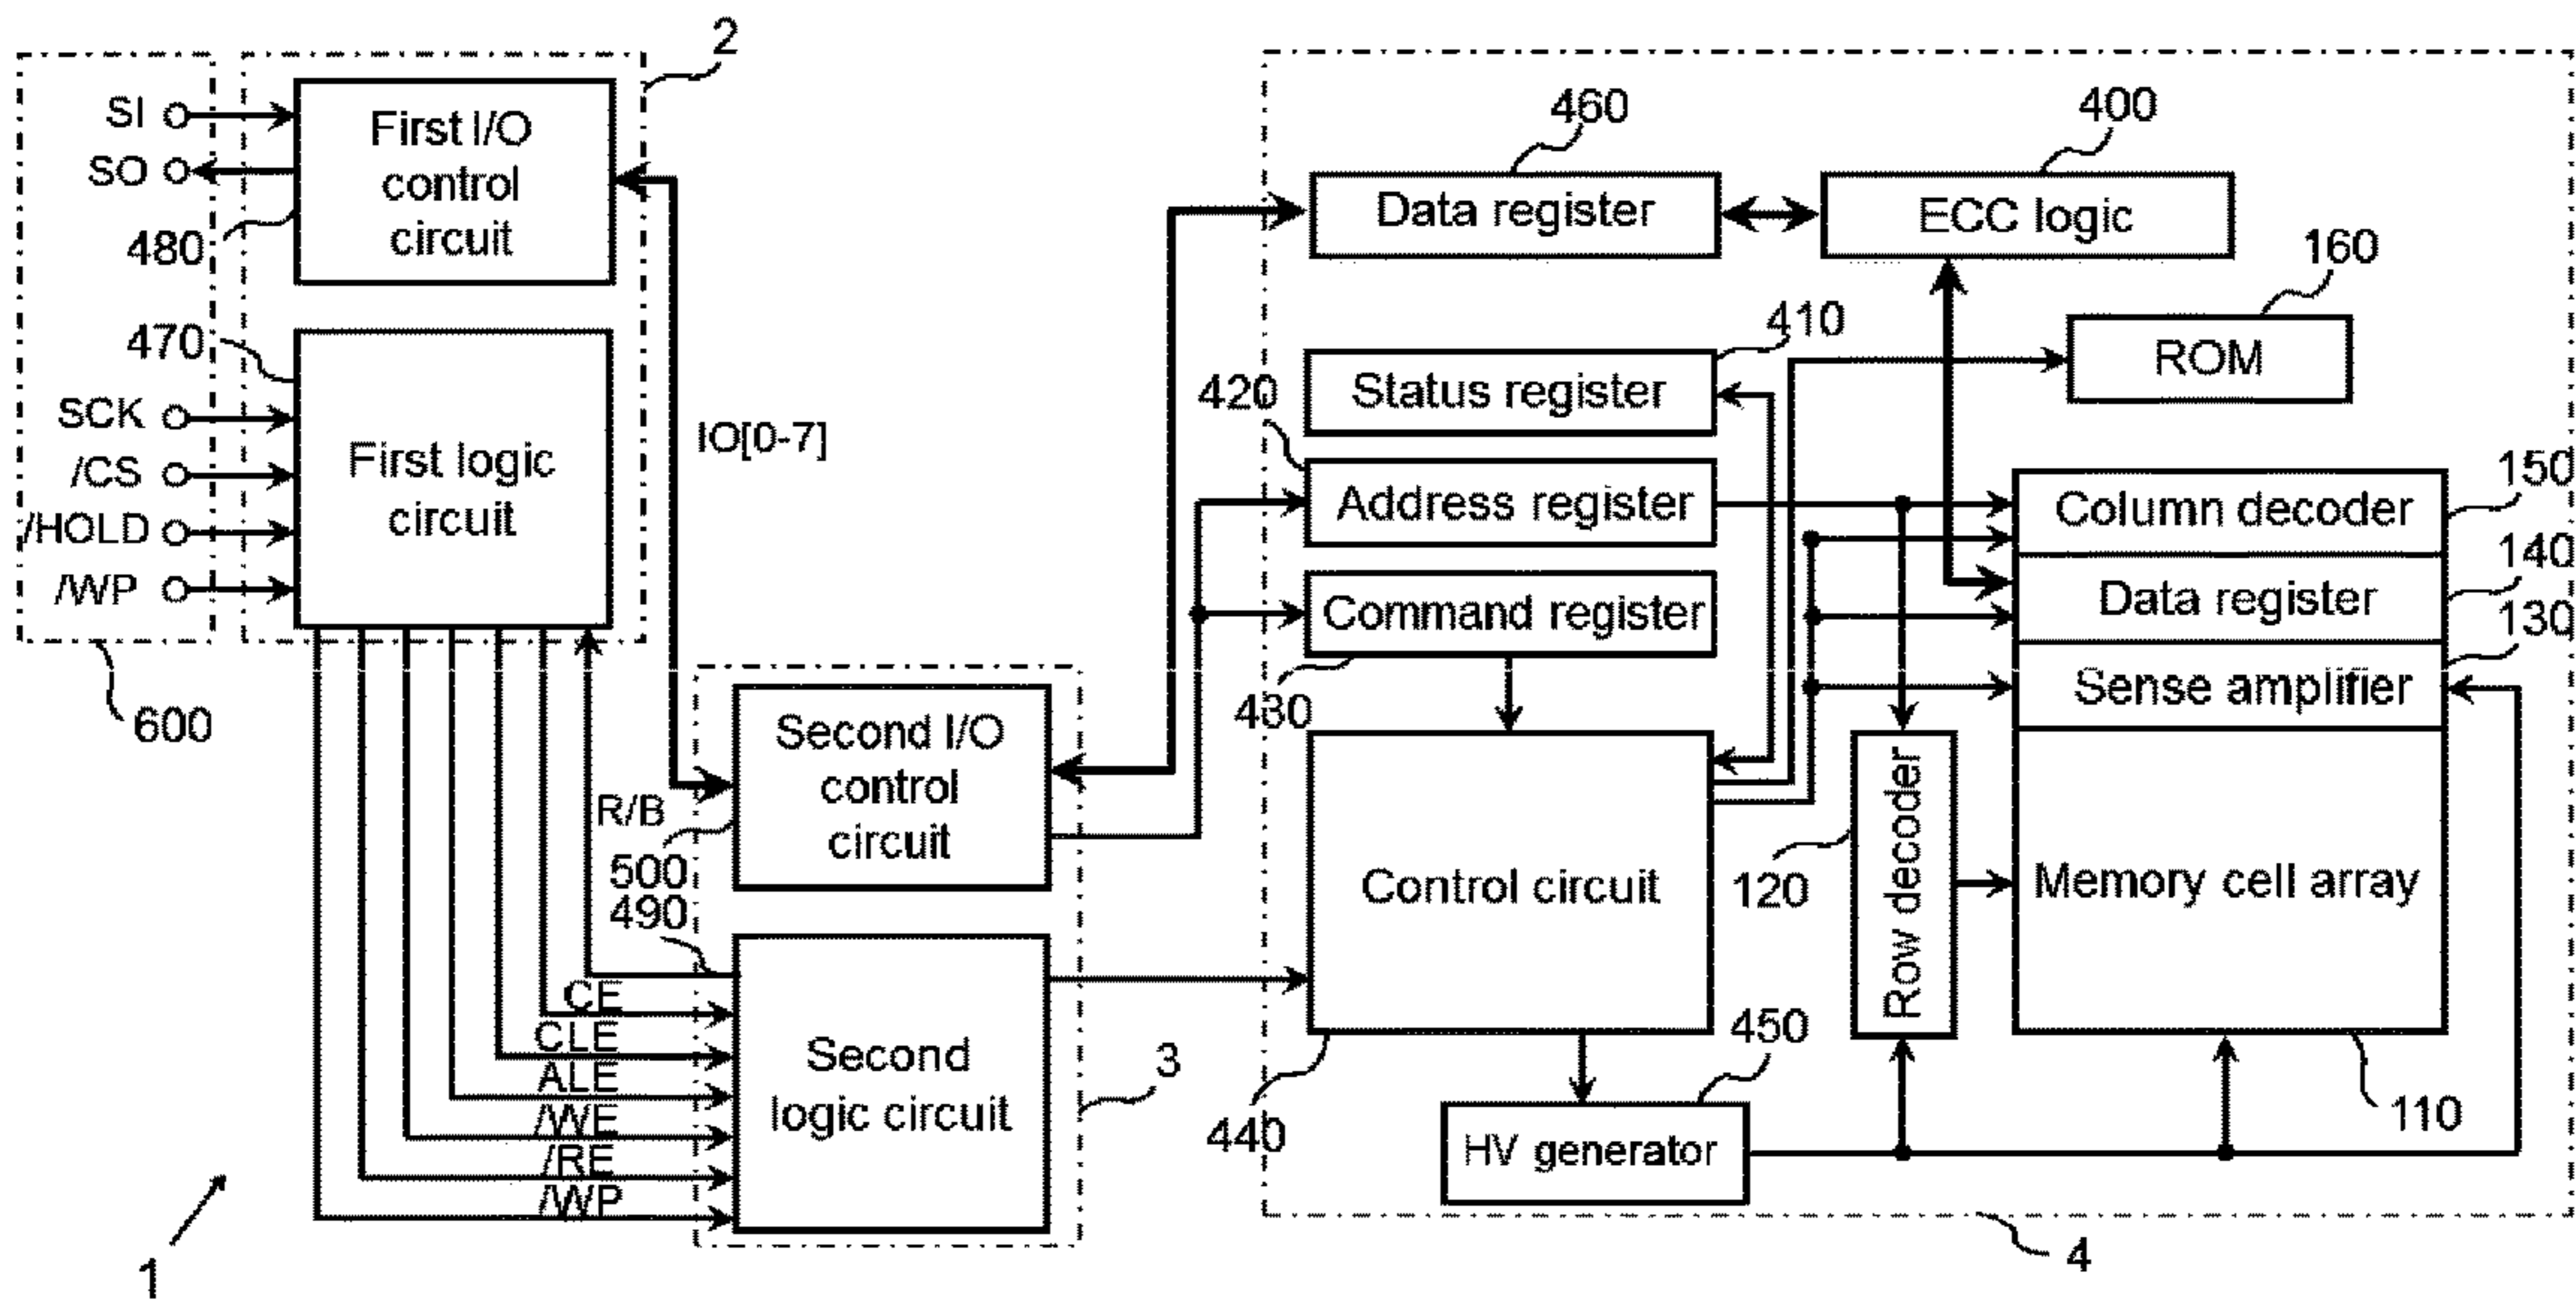 2
SI
SO
480
First I/O
control
circuit
470
SCK
/CS
/HOLD
/WP
First logic
circuit
600
IO[0-7]
R/B
500
490
Second I/O
control
circuit
CE
CLE
ALE
/WE
/RE
/WP
Second
logic circuit
3
1
460
Data register
400
ECC logic
160
ROM
410
Status register
420
Address register
Command register
430
Control circuit
440
450
HV generator
120
Row decoder
150
Column decoder
140
Data register
130
Sense amplifier
Memory cell array
110
4